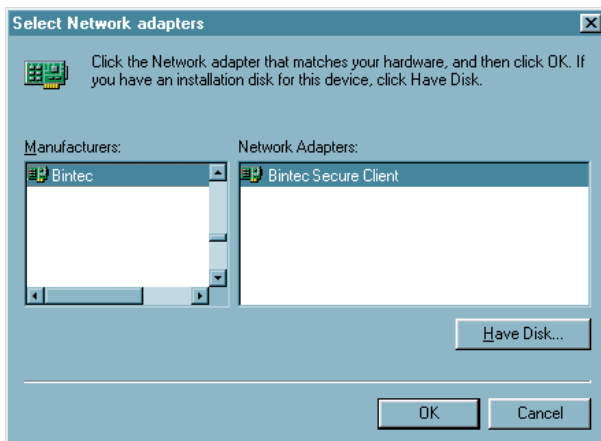 Select Network adapters
Click the Network adapter that matches your hardware, and then click OK. If
you have an installation disk for this device, click Have Disk.
Manufacturers:
Network Adapters:
Bintec
Bintec Secure Client
Have Disk...
OK
Cancel